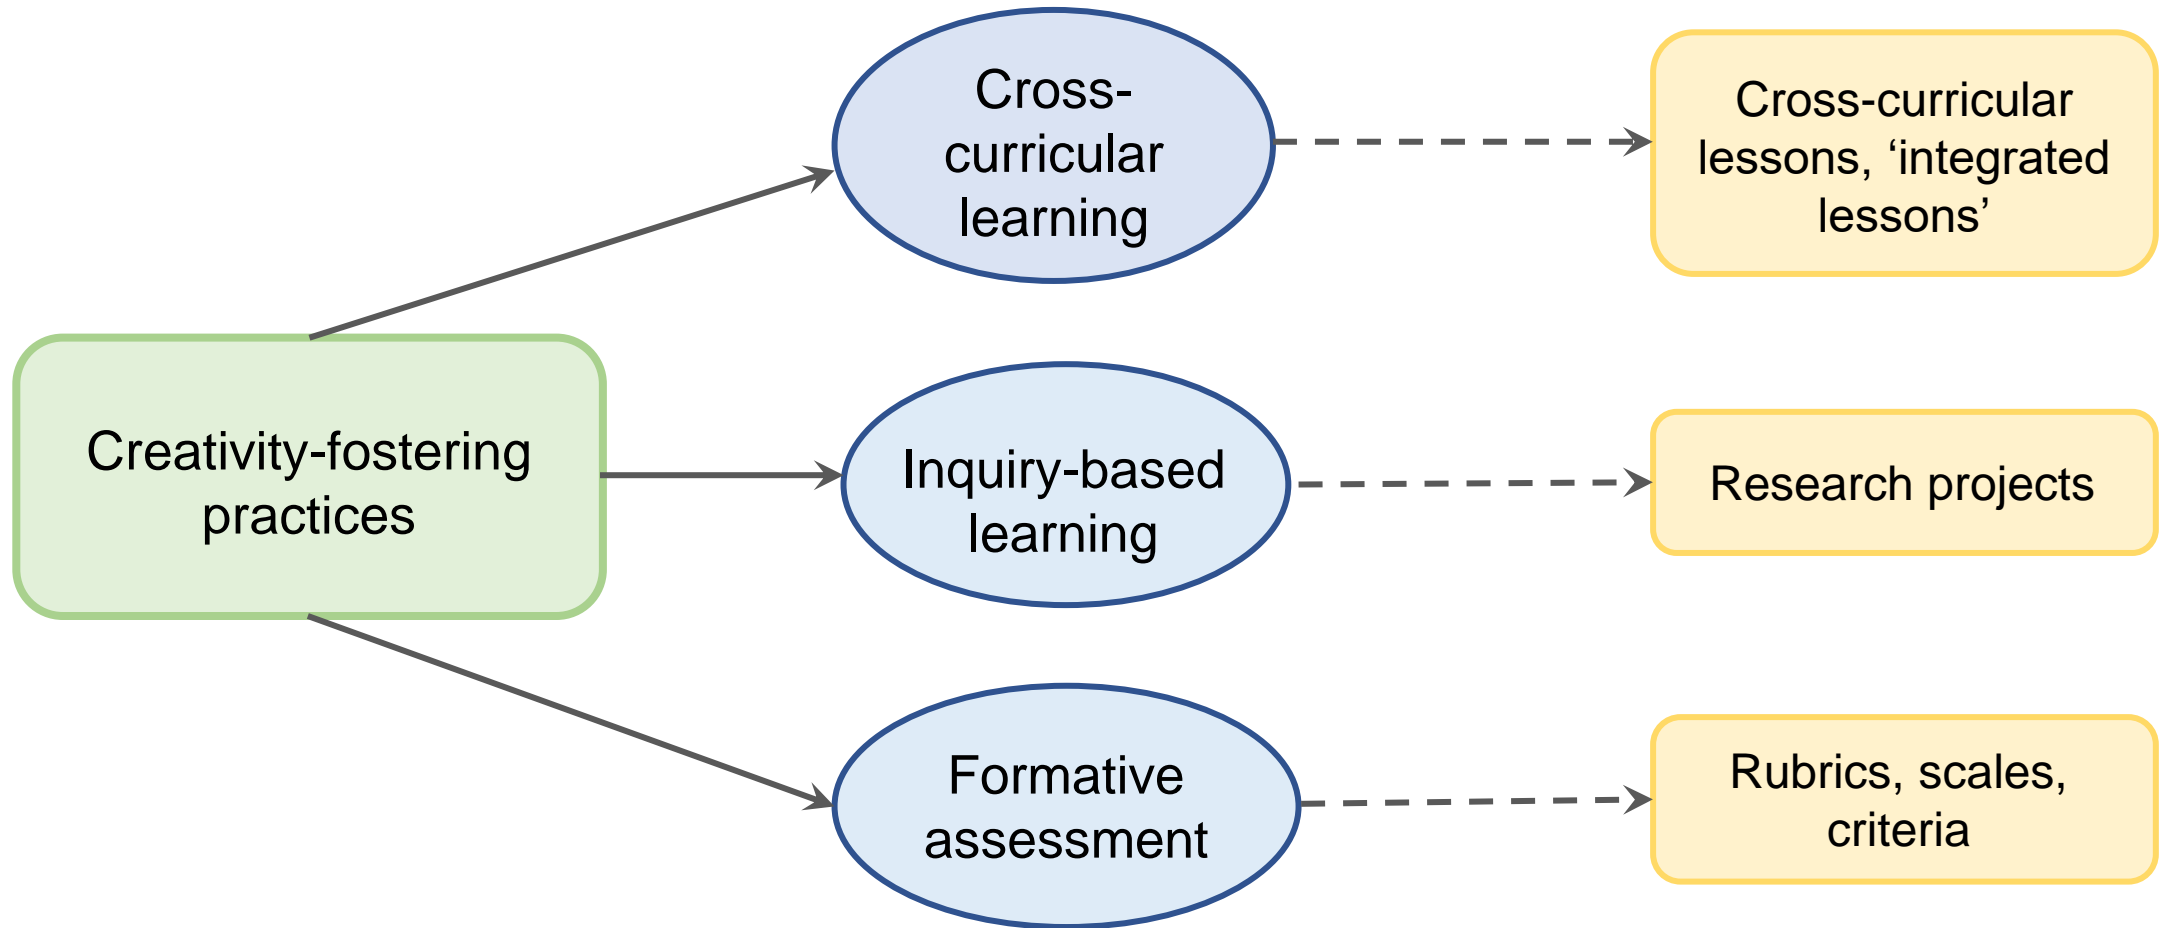 Cross-
curricular
learning
Cross-curricular
lessons, ‘integrated
lessons’
Creativity-fostering
practices
Inquiry-based
learning
Research projects
Formative
assessment
Rubrics, scales,
criteria